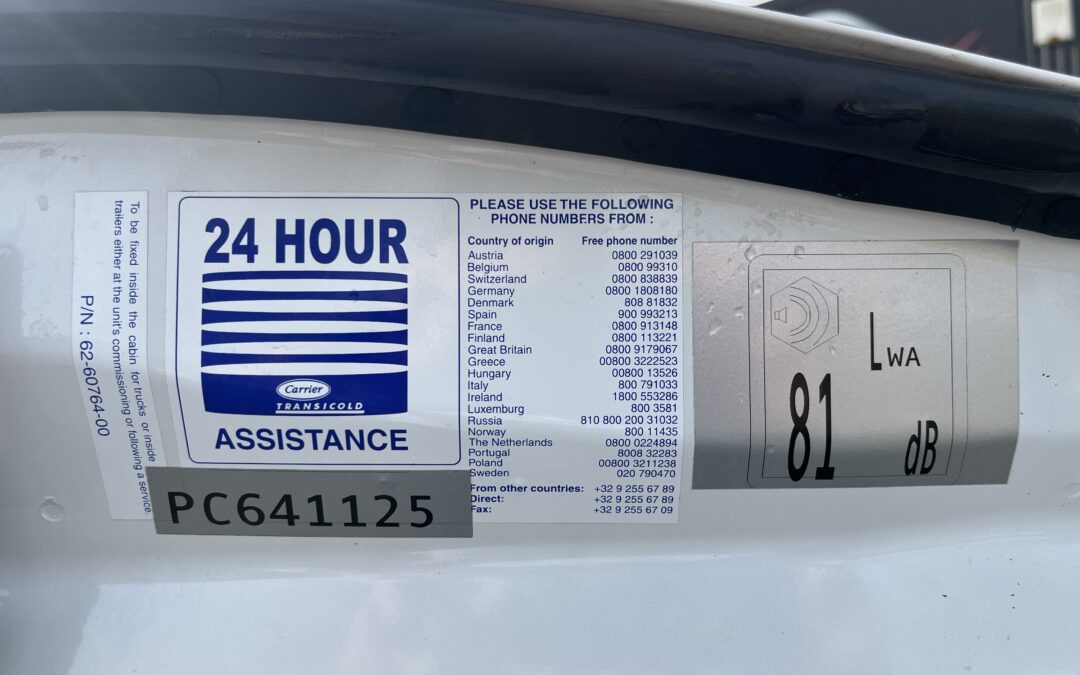 To be fixed inside the cabin for trucks or inside
trailers either at the unit's commissioning or following a service.
P/N : 62-60764-00
24 HOUR
Carrier
TRANSICOLD
ASSISTANCE
PC641125
PLEASE USE THE FOLLOWING
PHONE NUMBERS FROM :
Country of origin Free phone number
Austria 0800 291039
Belgium 0800 99310
Switzerland 0800 838839
Germany 0800 1808180
Denmark 808 81832
Spain 900 993213
France 0800 913148
Finland 0800 113221
Great Britain 0800 9179067
Greece 00800 3222523
Hungary 00800 13526
Italy 800 791033
Ireland 1800 553286
Luxemburg 800 3581
Russia 810 800 200 31032
Norway 800 11435
The Netherlands 0800 0224894
Portugal 8008 32283
Poland 00800 3211238
Sweden 020 790470
From other countries: +32 9 255 67 89
Direct: +32 9 255 67 89
Fax: +32 9 255 67 09
LWA
81 dB